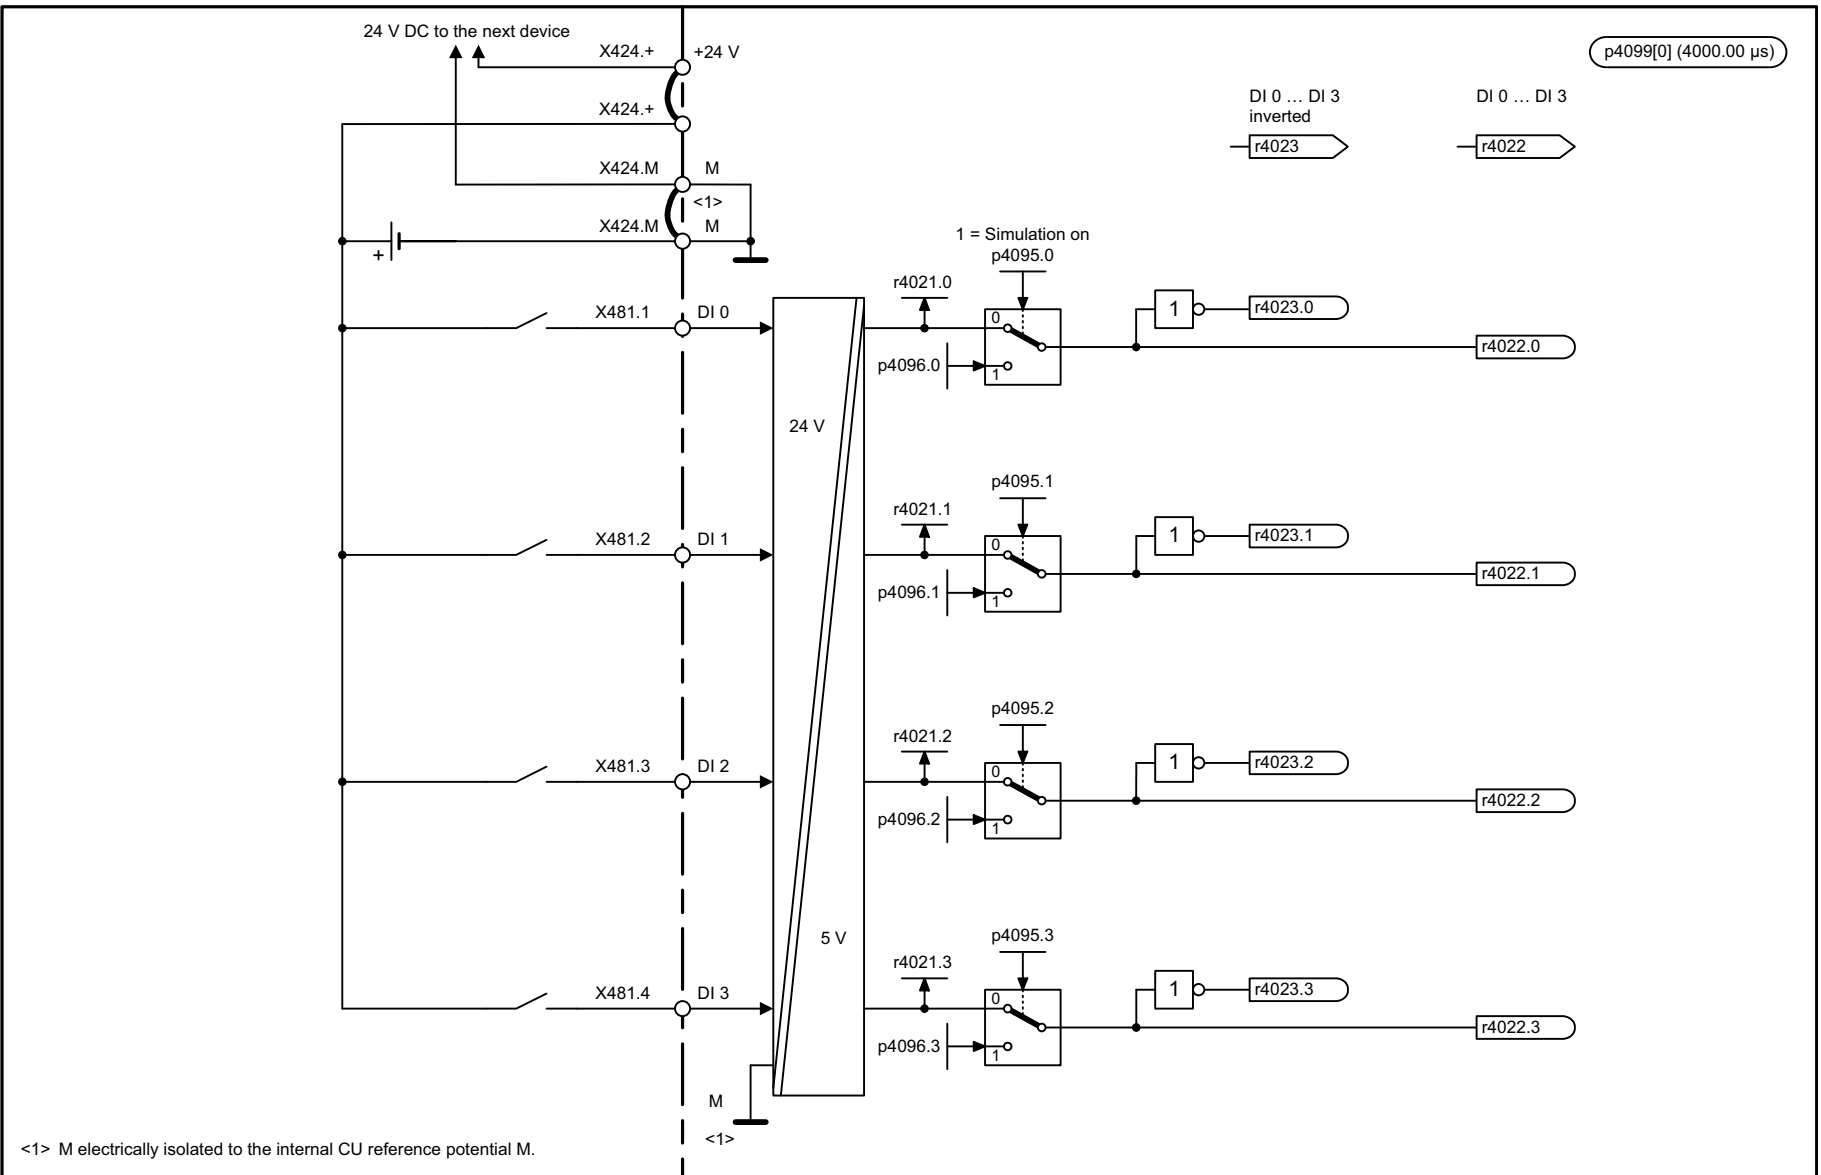 24 V DC to the next device
X424.+
+24 V
p4099[0] (4000.00 µs)
X424.+
DI 0 … DI 3
inverted
DI 0 … DI 3
r4023
r4022
X424.M
M
<1>
X424.M
M
+
1 = Simulation on
p4095.0
r4021.0
X481.1
DI 0
0
1
r4023.0
r4022.0
p4096.0
1
24 V
p4095.1
r4021.1
X481.2
DI 1
0
1
r4023.1
r4022.1
p4096.1
1
p4095.2
r4021.2
X481.3
DI 2
0
1
r4023.2
r4022.2
p4096.2
1
5 V
p4095.3
r4021.3
X481.4
DI 3
0
1
r4023.3
r4022.3
p4096.3
1
M
<1>
<1> M electrically isolated to the internal CU reference potential M.